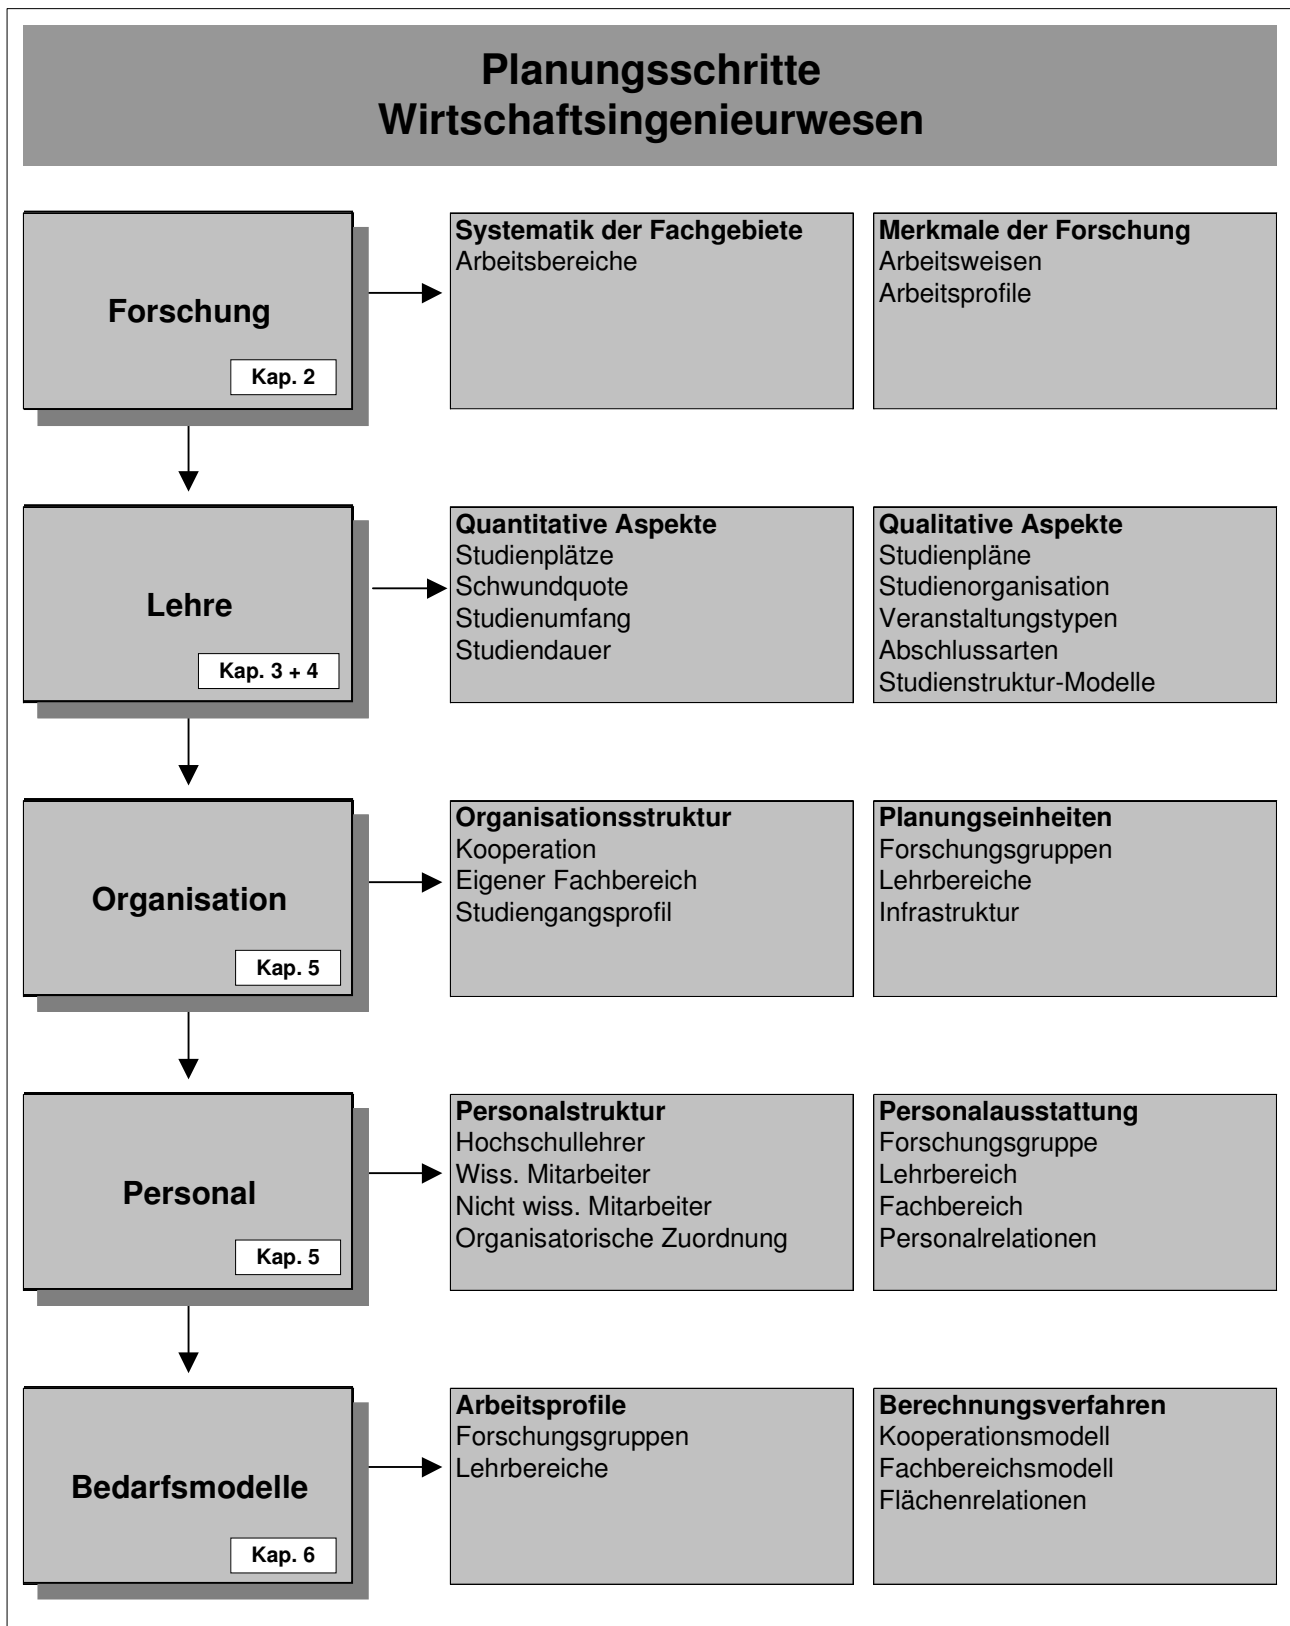 Planungsschritte
Wirtschaftsingenieurwesen
Forschung
Kap. 2
Systematik der Fachgebiete
Arbeitsbereiche
Merkmale der Forschung
Arbeitsweisen
Arbeitsprofile
Lehre
Kap. 3 + 4
Quantitative Aspekte
Studienplätze
Schwundquote
Studienumfang
Studiendauer
Qualitative Aspekte
Studienpläne
Studienorganisation
Veranstaltungstypen
Abschlussarten
Studienstruktur-Modelle
Organisation
Kap. 5
Organisationsstruktur
Kooperation
Eigener Fachbereich
Studiengangsprofil
Planungseinheiten
Forschungsgruppen
Lehrbereiche
Infrastruktur
Personal
Kap. 5
Personalstruktur
Hochschullehrer
Wiss. Mitarbeiter
Nicht wiss. Mitarbeiter
Organisatorische Zuordnung
Personalausstattung
Forschungsgruppe
Lehrbereich
Fachbereich
Personalrelationen
Bedarfsmodelle
Kap. 6
Arbeitsprofile
Forschungsgruppen
Lehrbereiche
Berechnungsverfahren
Kooperationsmodell
Fachbereichsmodell
Flächenrelationen